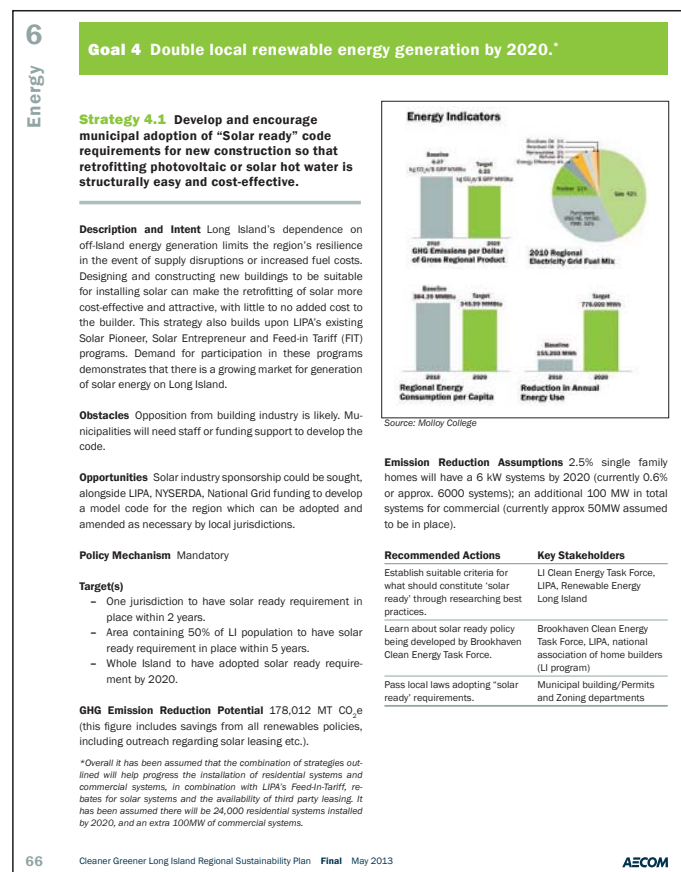 6
Energy
Goal 4 Double local renewable energy generation by 2020.*
Strategy 4.1 Develop and encourage
municipal adoption of “Solar ready” code
requirements for new construction so that
retrofitting photovoltaic or solar hot water is
structurally easy and cost-effective.
Description and Intent Long Island’s dependence on
off-Island energy generation limits the region’s resilience
in the event of supply disruptions or increased fuel costs.
Designing and constructing new buildings to be suitable
for installing solar can make the retrofitting of solar more
cost-effective and attractive, with little to no added cost
to the builder. This strategy also builds upon LIPA’s existing
Solar Pioneer, Solar Entrepreneur and Feed-in Tariff (FIT)
programs. Demand for participation in these programs
demonstrates that there is a growing market for generation
of solar energy on Long Island.
Obstacles Opposition from building industry is likely. Mu-
nicipalities will need staff or funding support to develop the
code.
Opportunities Solar industry sponsorship could be sought,
alongside LIPA, NYSERDA, National Grid funding to develop
a model code for the region which can be adopted and
amended as necessary by local jurisdictions.
Policy Mechanism Mandatory
Target(s)
– One jurisdiction to have solar ready requirement in
place within 2 years.
– Area containing 50% of LI population to have solar
ready requirement in place within 5 years.
– Whole Island to have adopted solar ready require-
ment by 2020.
GHG Emission Reduction Potential 178,012 MT CO2e
(this figure includes savings from all renewables policies,
including outreach regarding solar leasing etc.).
*Overall it has been assumed that the combination of strategies out-
lined will help progress the installation of residential systems and
commercial systems, in combination with LIPA’s Feed-In-Tariff, re-
bates for solar systems and the availability of third party leasing. It
has been assumed there will be 24,000 residential systems installed
by 2020, and an extra 100MW of commercial systems.
Energy Indicators
Baseline
0.27
kg CO2e/$ GRP
Target
0.23
kg CO2e/$ GRP
2010 2020
GHG Emissions per Dollar
of Gross Regional Product
Energy Efficiency
Gas
2010 Regional
Electricity Grid Fuel Mix
Baseline
MMBtu
Target
MMBtu
2010 2020
Regional Energy
Consumption per Capita
Target
MWh
Baseline
MWh
2010 2020
Reduction in Annual
Energy Use
Source: Molloy College
Emission Reduction Assumptions 2.5% single family
homes will have a 6 kW systems by 2020 (currently 0.6%
or approx. 6000 systems); an additional 100 MW in total
systems for commercial (currently approx 50MW assumed
to be in place).
Recommended Actions Key Stakeholders
Establish suitable criteria for
what should constitute ‘solar
ready’ through researching best
practices.
LI Clean Energy Task Force,
LIPA, Renewable Energy
Long Island
Learn about solar ready policy
being developed by Brookhaven
Clean Energy Task Force.
Brookhaven Clean Energy
Task Force, LIPA, national
association of home builders
(LI program)
Pass local laws adopting “solar
ready’ requirements.
Municipal building/Permits
and Zoning departments
66 Cleaner Greener Long Island Regional Sustainability Plan Final May 2013
AECOM